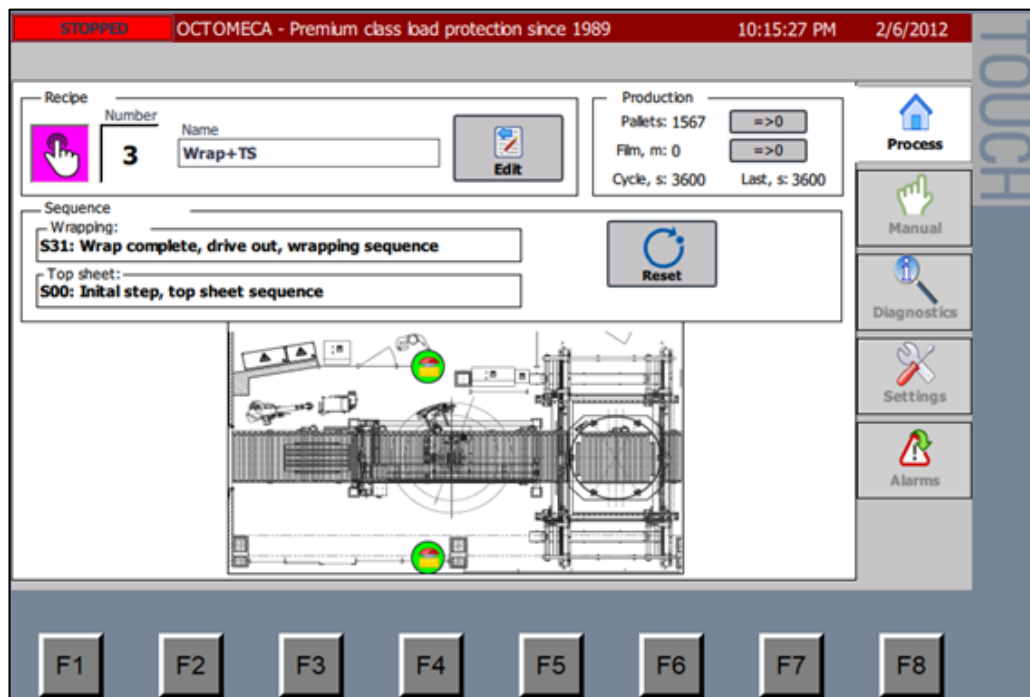 STOPPED OCTOMECA - Premium class load protection since 1989 10:15:27 PM 2/6/2012
TOUCH
Recipe
Number
3
Name
Wrap+TS
Edit
Production
Pallets: 1567 =>0
Film, m: 0 =>0
Cycle, s: 3600 Last, s: 3600
Process
Sequence
Wrapping:
S31: Wrap complete, drive out, wrapping sequence
Top sheet:
S00: Inital step, top sheet sequence
Reset
Manual
Diagnostics
Settings
Alarms
F1 F2 F3 F4 F5 F6 F7 F8